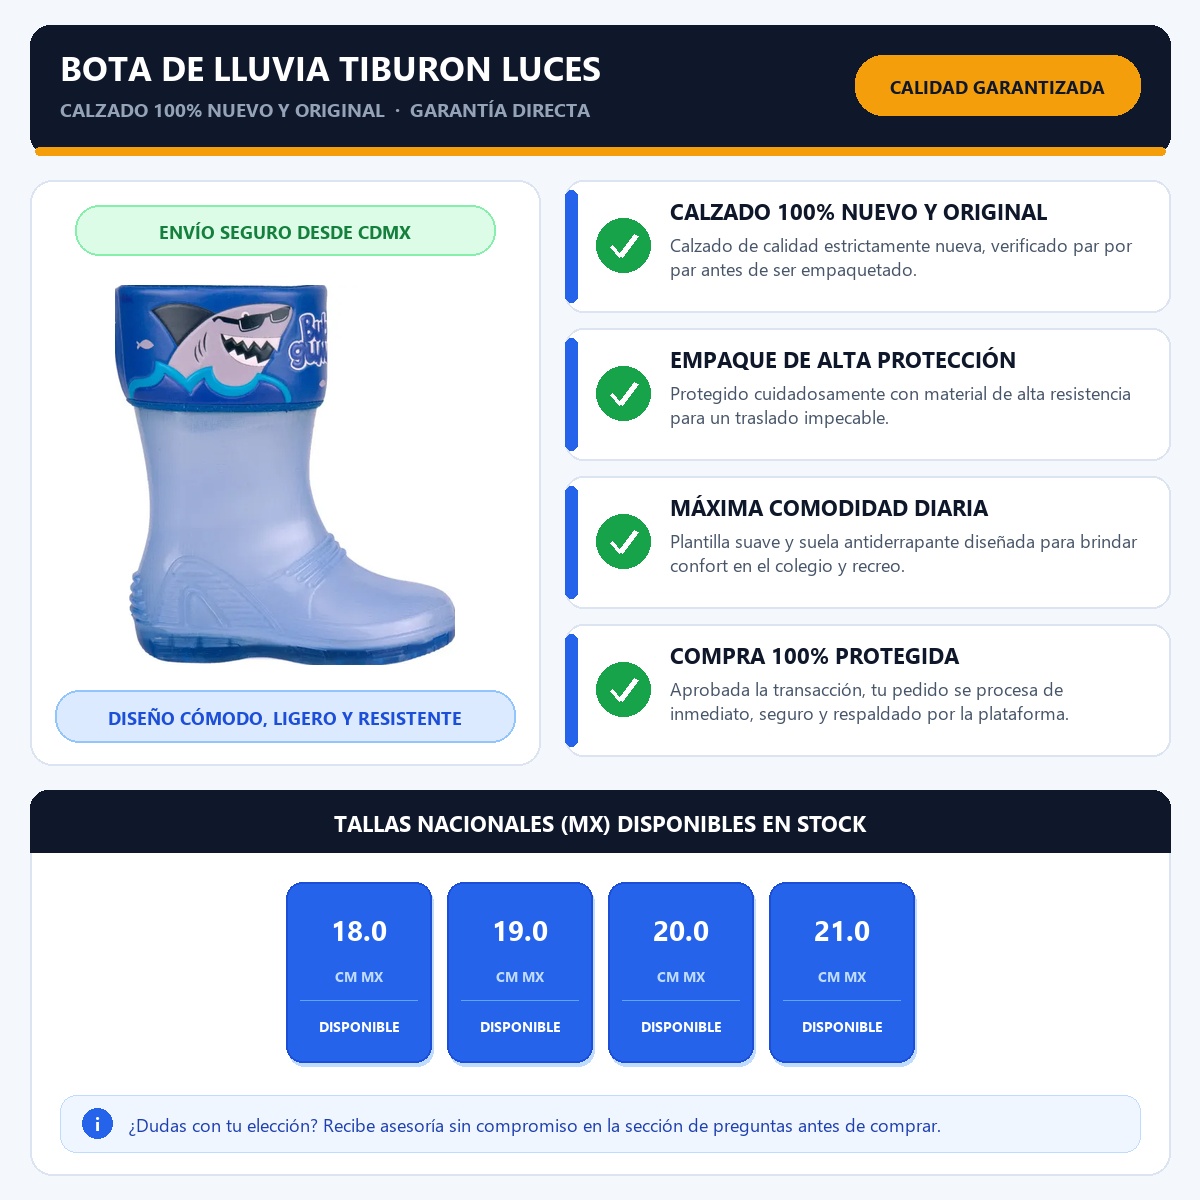 BOTA DE LLUVIA TIBURON LUCES
CALZADO 100% NUEVO Y ORIGINAL · GARANTÍA DIRECTA
CALIDAD GARANTIZADA
ENVÍO SEGURO DESDE CDMX
DISEÑO CÓMODO, LIGERO Y RESISTENTE
CALZADO 100% NUEVO Y ORIGINAL
Calzado de calidad estrictamente nueva, verificado par por
par antes de ser empaquetado.
EMPAQUE DE ALTA PROTECCIÓN
Protegido cuidadosamente con material de alta resistencia
para un traslado impecable.
MÁXIMA COMODIDAD DIARIA
Plantilla suave y suela antiderrapante diseñada para brindar
confort en el colegio y recreo.
COMPRA 100% PROTEGIDA
Aprobada la transacción, tu pedido se procesa de
inmediato, seguro y respaldado por la plataforma.
TALLAS NACIONALES (MX) DISPONIBLES EN STOCK
18.0
CM MX
DISPONIBLE
19.0
CM MX
DISPONIBLE
20.0
CM MX
DISPONIBLE
21.0
CM MX
DISPONIBLE
¿Dudas con tu elección? Recibe asesoría sin compromiso en la sección de preguntas antes de comprar.